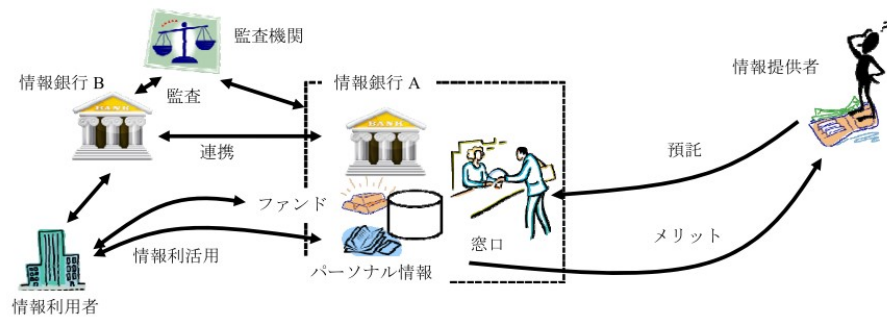 監査機関
情報銀行 B
監査
情報銀行 A
情報提供者
BANK
BANK
連携
預託
ファンド
情報利活用
窓口
メリット
パーソナル情報
情報利用者